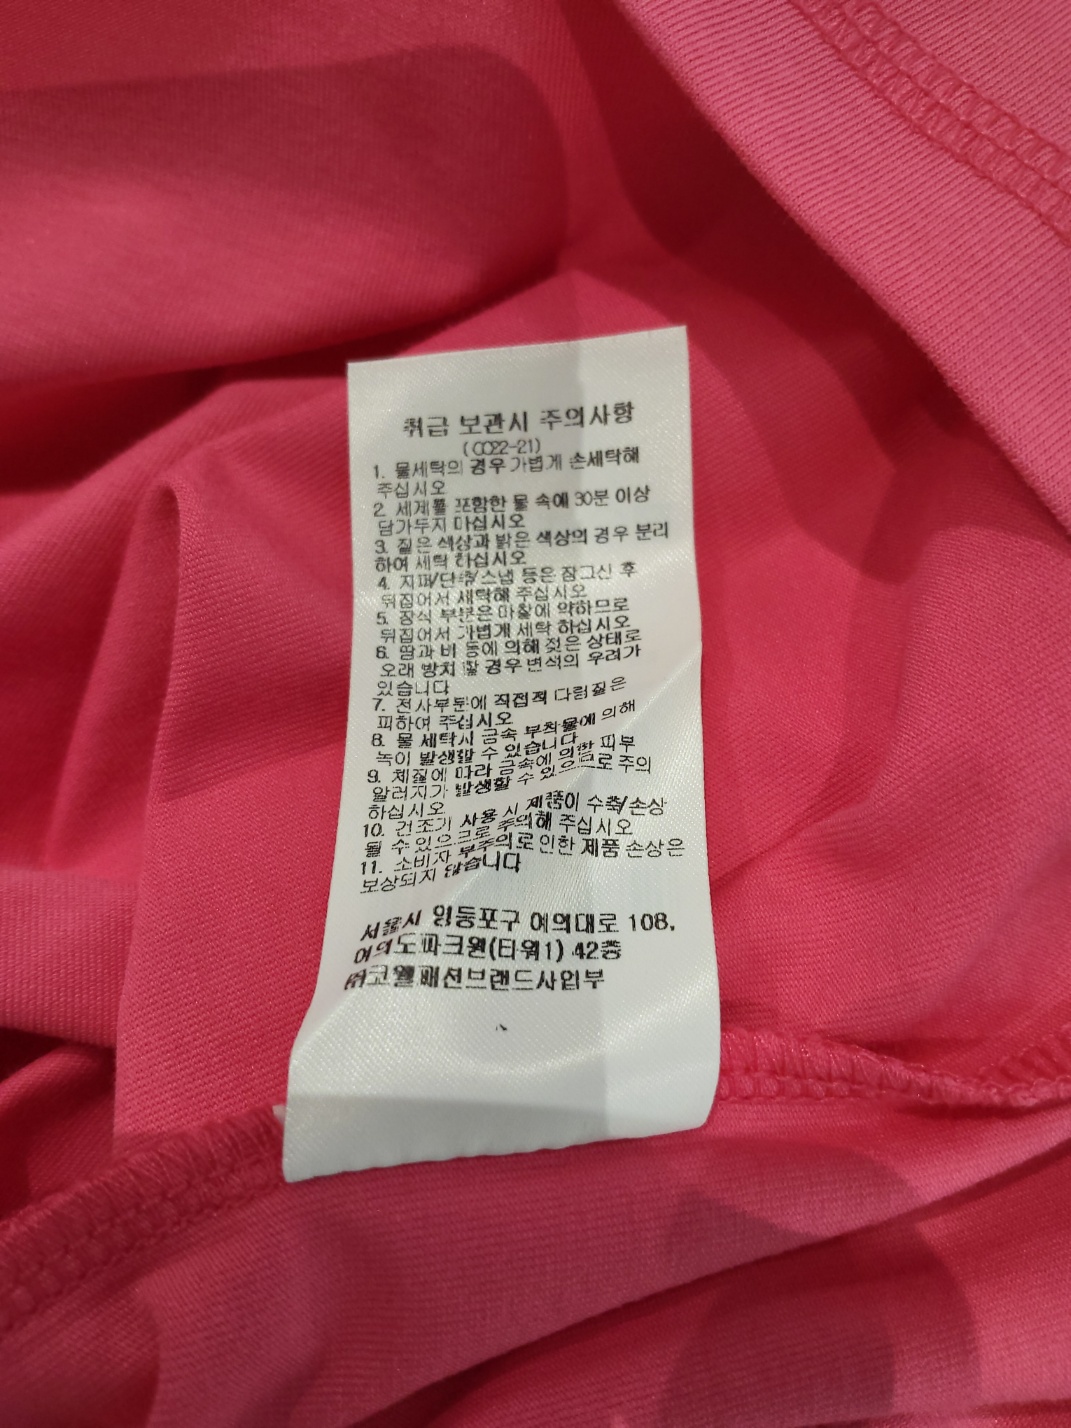 취급 보관시 주의사항
(CC22-21)
1. 물세탁의 경우 가볍게 손세탁해
주십시오
2. 세제를 포함한 물 속에 30분 이상
담가두지 마십시오
3. 짙은 색상과 밝은 색상의 경우 분리
하여 세탁 하십시오
4. 지퍼/단추/스냅 등은 잠그신 후
뒤집어서 세탁해 주십시오
5. 장식 부분은 마찰에 약하므로
뒤집어서 가볍게 세탁 하십시오
6. 땀과 비 등에 의해 젖은 상태로
오래 방치 할 경우 변색의 우려가
있습니다
7. 전사부분에 직접적 다림질은
피하여 주십시오
8. 물 세탁시 금속 부착물에 의해
녹이 발생할 수 있습니다
9. 체질에 따라 금속에 의한 피부
알러지가 발생할 수 있으므로 주의
하십시오
10. 건조기 사용 시 제품이 수축/손상
될 수 있으므로 주의해 주십시오
11. 소비자 부주의로 인한 제품 손상은
보상되지 않습니다
서울시 영등포구 여의대로 108,
여의도파크원(타워1) 42층
㈜코웰패션브랜드사업부